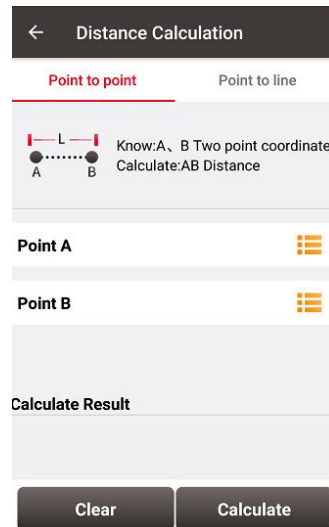 Distance Calculation
Point to point
Point to line
L
A B
Know:A、B Two point coordinate
Calculate:AB Distance
Point A
Point B
Calculate Result
Clear
Calculate